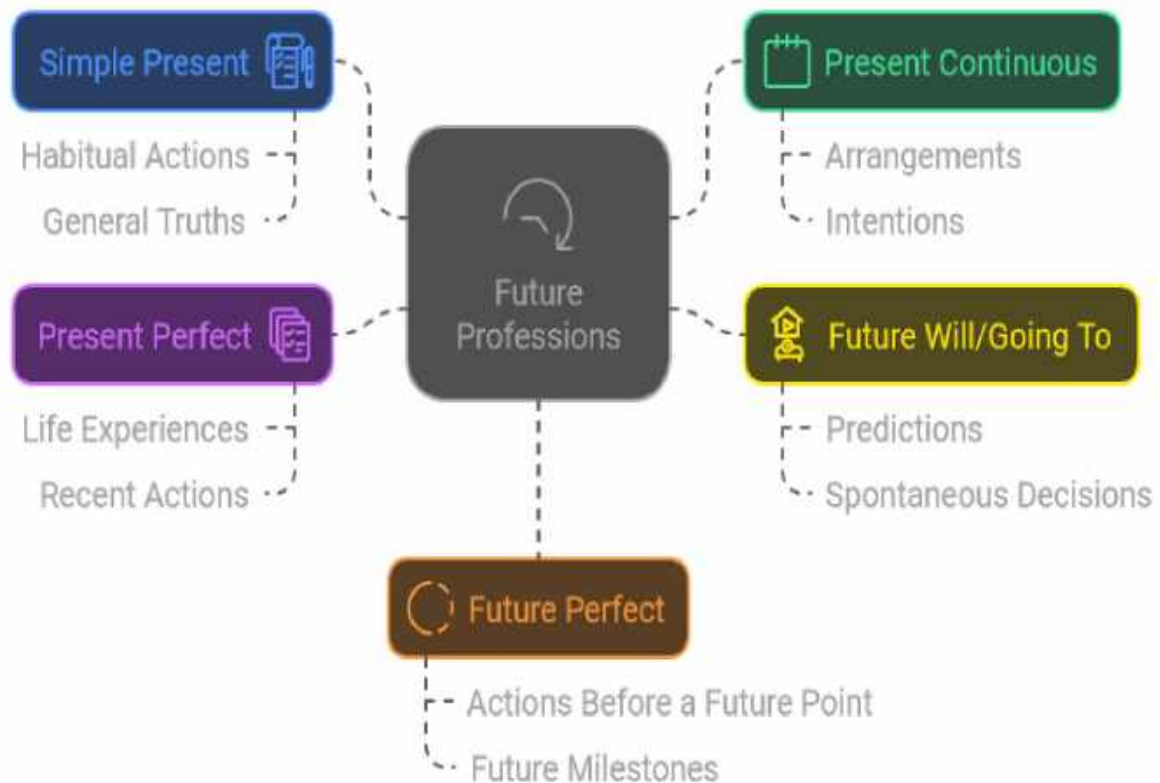 Simple Present
Habitual Actions
General Truths
Present Perfect
Life Experiences
Recent Actions
Future
Professions
Present Continuous
Arrangements
Intentions
Future Will/Going To
Predictions
Spontaneous Decisions
Future Perfect
Actions Before a Future Point
Future Milestones